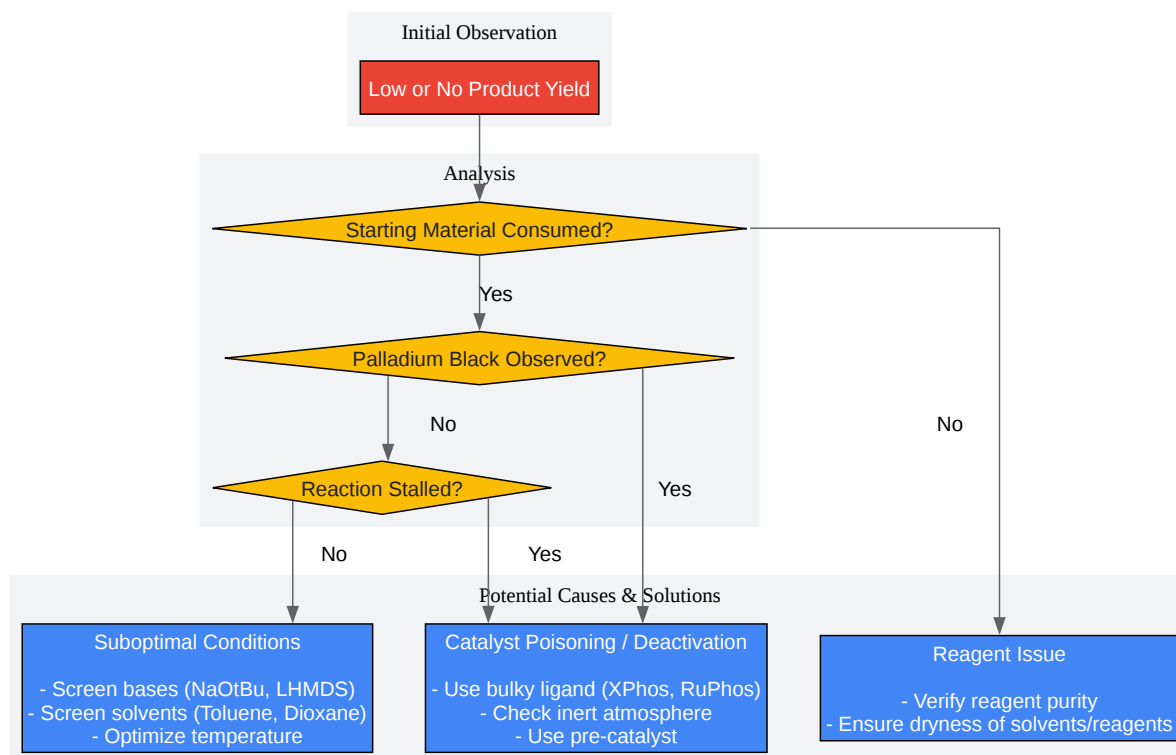 Initial Observation
Low or No Product Yield
Analysis
Starting Material Consumed?
Yes
Palladium Black Observed?
No
No
Reaction Stalled?
Yes
No
Yes
Potential Causes & Solutions
Suboptimal Conditions
- Screen bases (NaOtBu, LHMDS)
- Screen solvents (Toluene, Dioxane)
- Optimize temperature
Catalyst Poisoning / Deactivation
- Use bulky ligand (XPhos, RuPhos)
- Check inert atmosphere
- Use pre-catalyst
Reagent Issue
- Verify reagent purity
- Ensure dryness of solvents/reagents